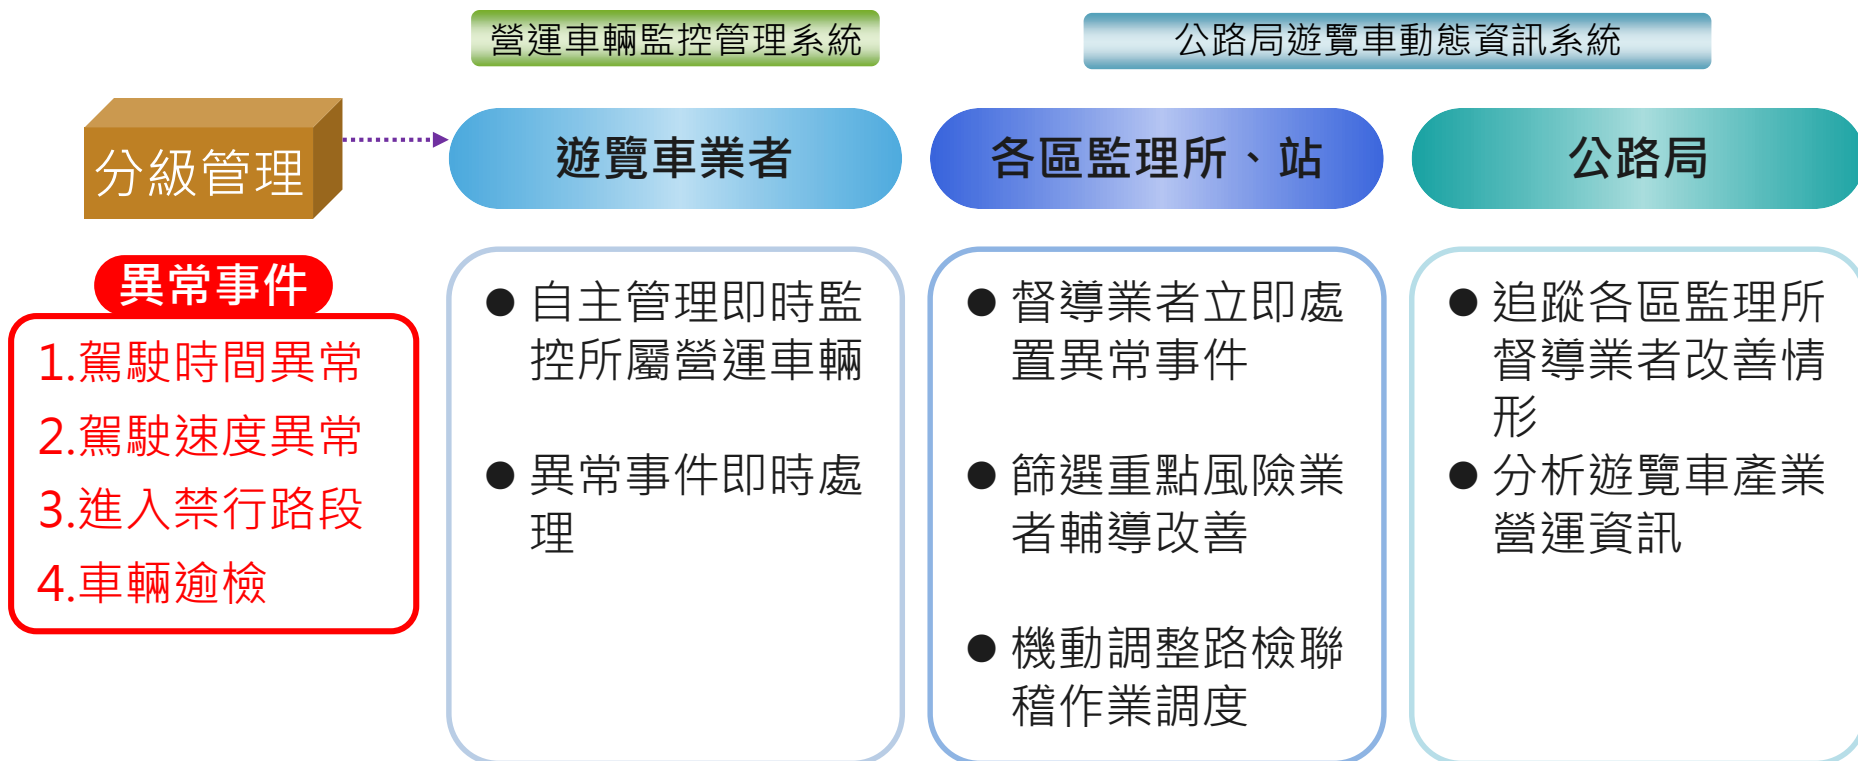 營運車輛監控管理系統
公路局遊覽車動態資訊系統
分級管理
遊覽車業者
各區監理所、站
公路局
異常事件
1.駕駛時間異常
2.駕駛速度異常
3.進入禁行路段
4.車輛逾檢
● 自主管理即時監
控所屬營運車輛
● 異常事件即時處
理
● 督導業者立即處
置異常事件
● 篩選重點風險業
者輔導改善
● 機動調整路檢聯
稽作業調度
● 追蹤各區監理所
督導業者改善情
形
● 分析遊覽車產業
營運資訊